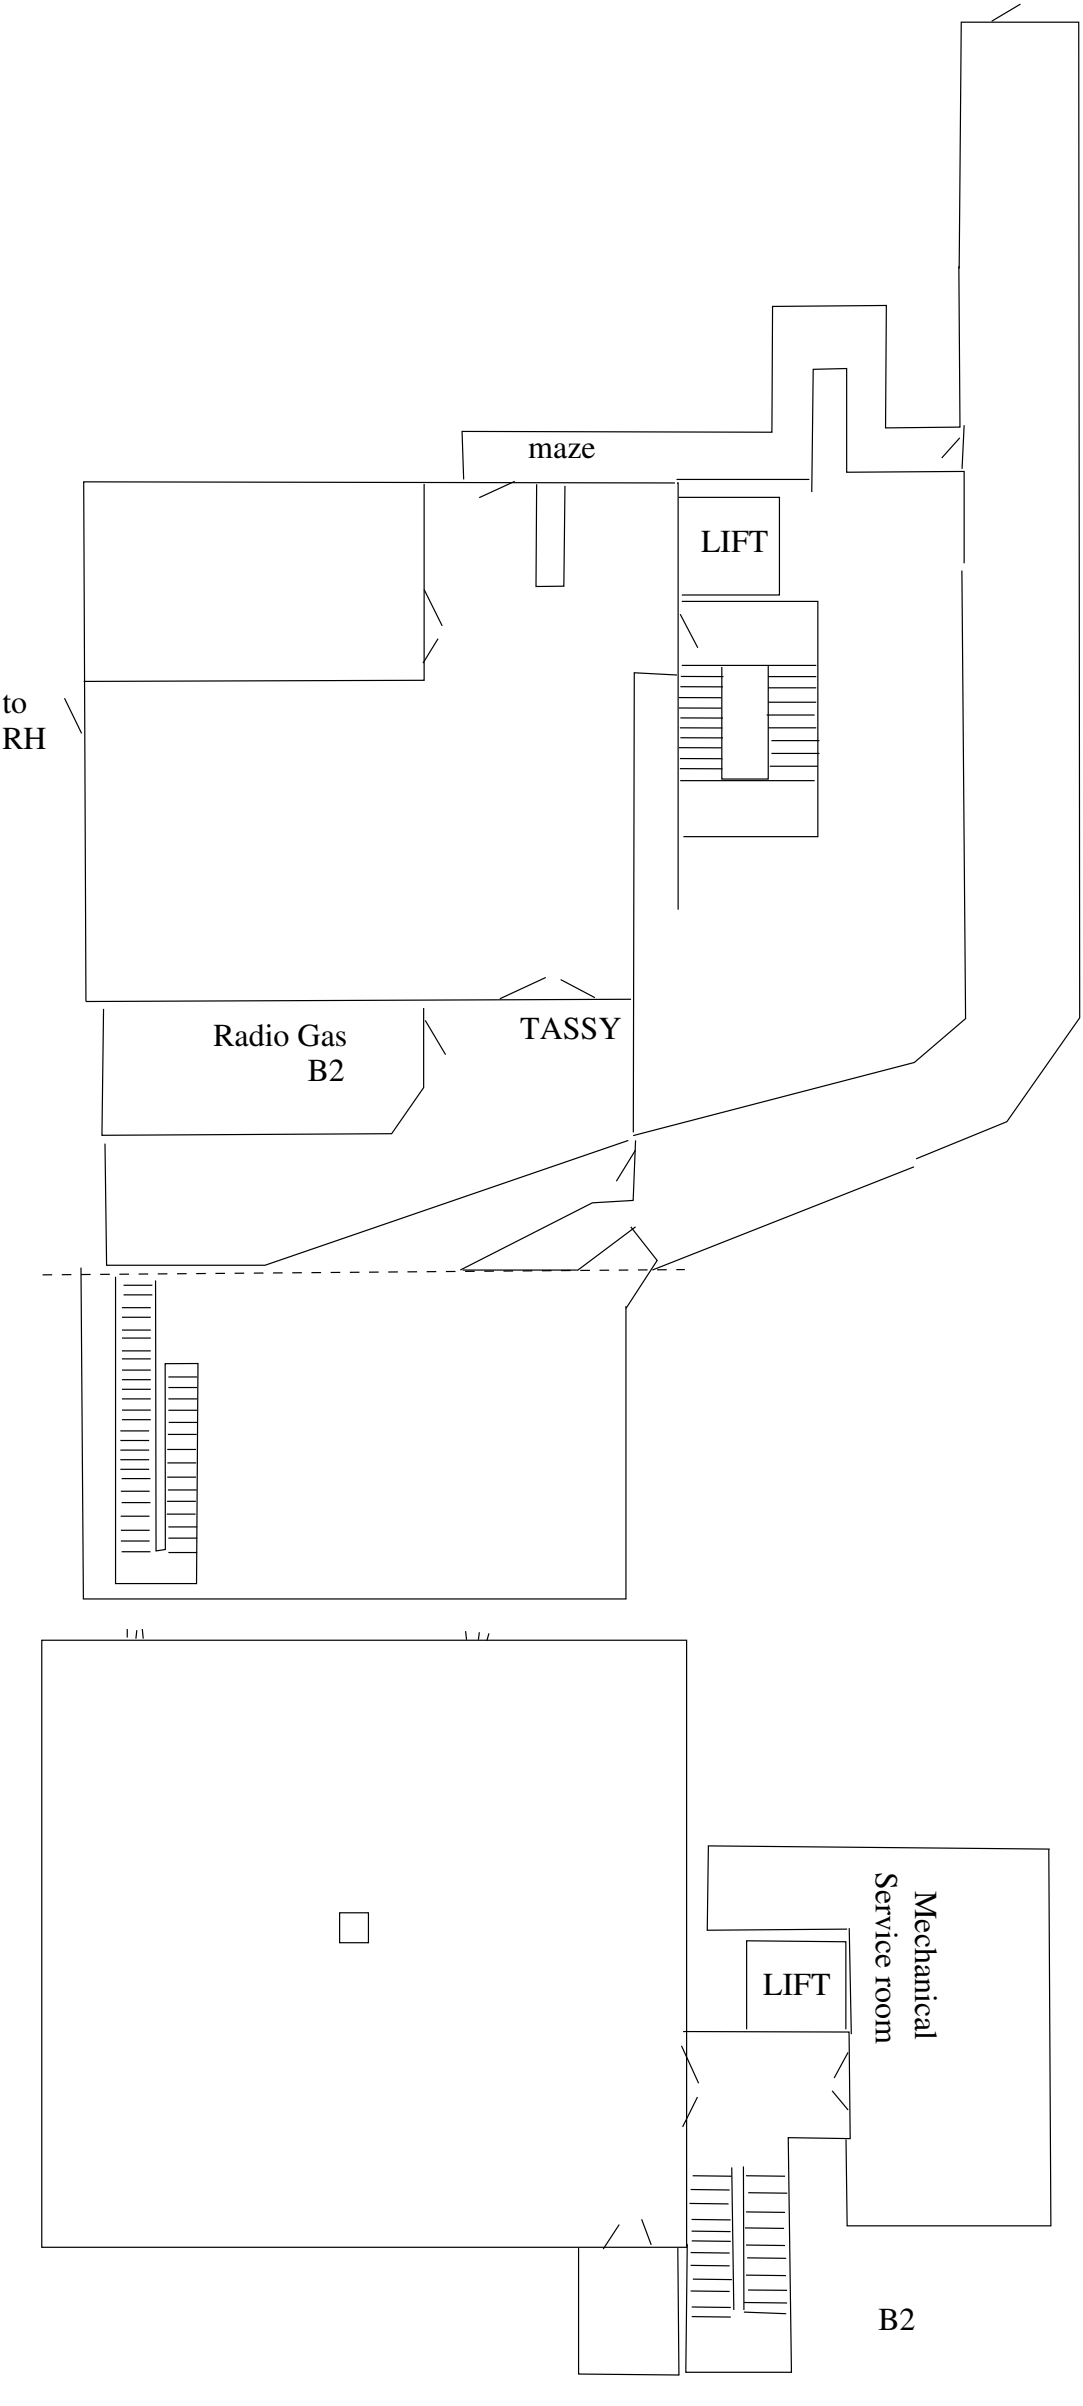 maze
LIFT
to
RH
Radio Gas
B2
TASSY
Mechanical
Service room
LIFT
B2